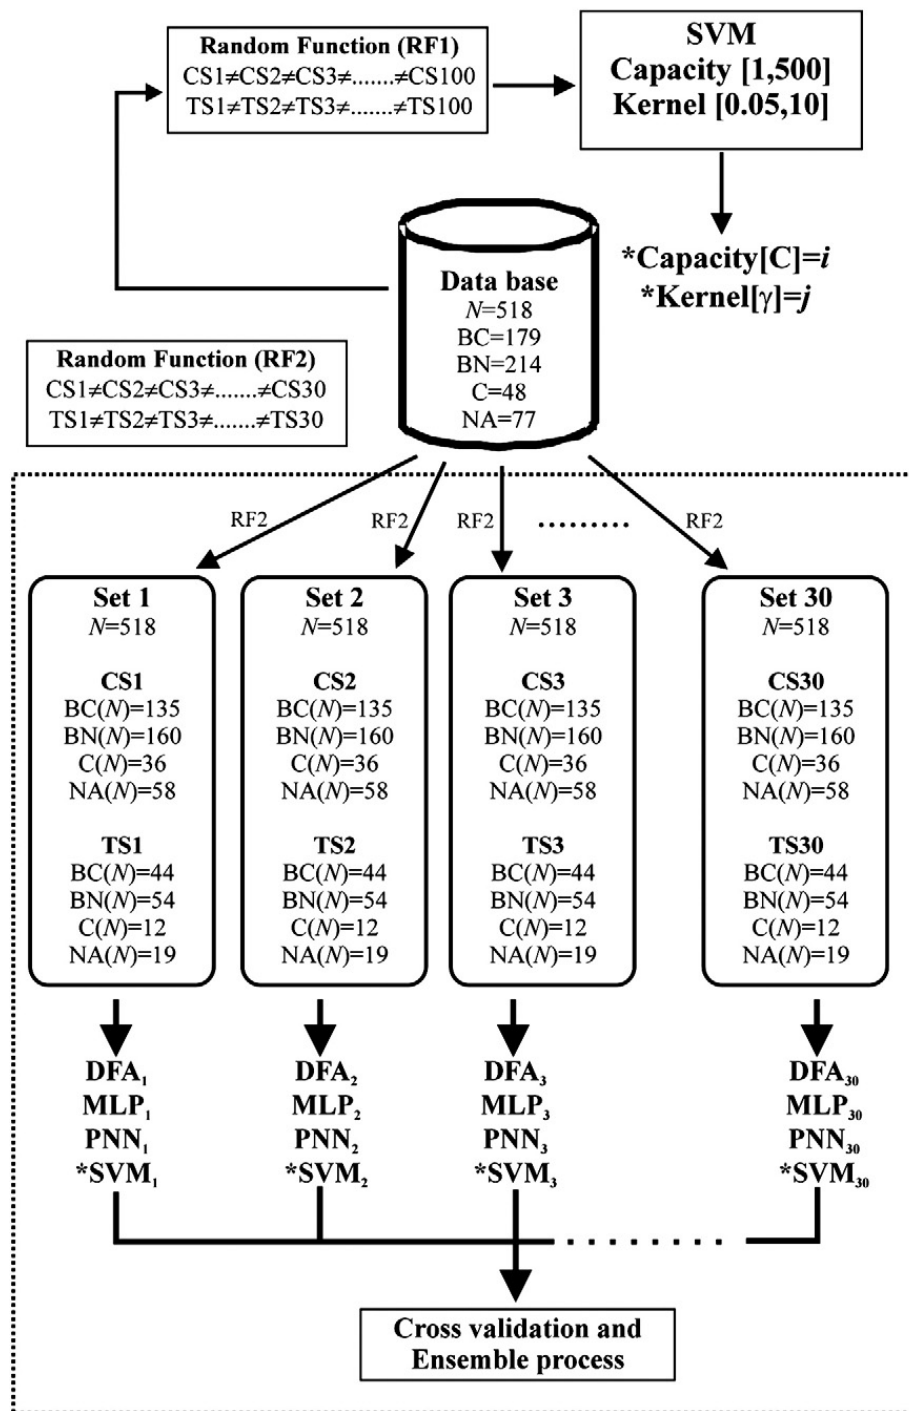 Random Function (RF1)
CS1≠CS2≠CS3≠.......≠CS100
TS1≠TS2≠TS3≠.......≠TS100
SVM
Capacity [1,500]
Kernel [0.05,10]
*Capacity[C]=i
*Kernel[γ]=j
Data base
N=518
BC=179
BN=214
C=48
NA=77
Random Function (RF2)
CS1≠CS2≠CS3≠.......≠CS30
TS1≠TS2≠TS3≠.......≠TS30
RF2
RF2
RF2
.........
RF2
Set 1
N=518
CS1
BC(N)=135
BN(N)=160
C(N)=36
NA(N)=58
TS1
BC(N)=44
BN(N)=54
C(N)=12
NA(N)=19
Set 2
N=518
CS2
BC(N)=135
BN(N)=160
C(N)=36
NA(N)=58
TS2
BC(N)=44
BN(N)=54
C(N)=12
NA(N)=19
Set 3
N=518
CS3
BC(N)=135
BN(N)=160
C(N)=36
NA(N)=58
TS3
BC(N)=44
BN(N)=54
C(N)=12
NA(N)=19
Set 30
N=518
CS30
BC(N)=135
BN(N)=160
C(N)=36
NA(N)=58
TS30
BC(N)=44
BN(N)=54
C(N)=12
NA(N)=19
DFA₁
MLP₁
PNN₁
*SVM₁
DFA₂
MLP₂
PNN₂
*SVM₂
DFA₃
MLP₃
PNN₃
*SVM₃
DFA₃₀
MLP₃₀
PNN₃₀
*SVM₃₀
Cross validation and
Ensemble process